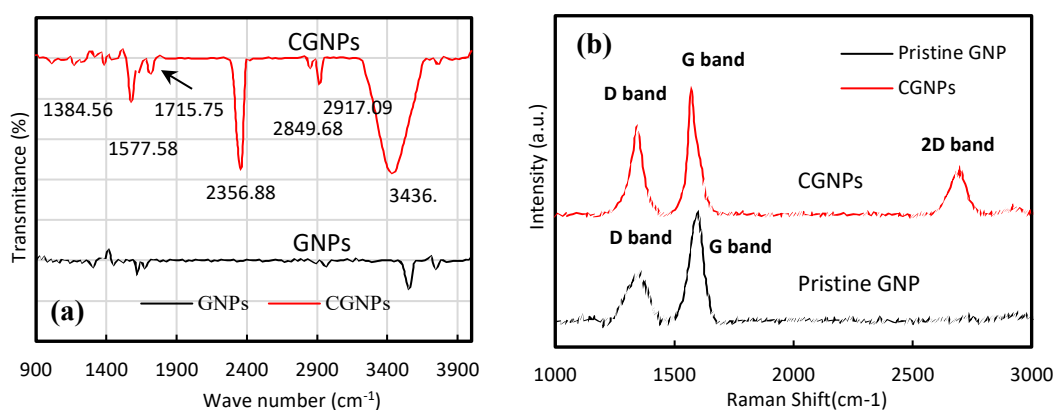 Transmitance (%)
CGNPs
1384.56
1715.75
1577.58
2356.88
2849.68
2917.09
3436.
GNPs
(a)
GNPs
CGNPs
900
1400
1900
2400
2900
3400
3900
Wave number (cm-1)
(b)
Pristine GNP
CGNPs
Intensity (a.u.)
D band
G band
2D band
CGNPs
D band
G band
Pristine GNP
1000
1500
2000
2500
3000
Raman Shift(cm-1)